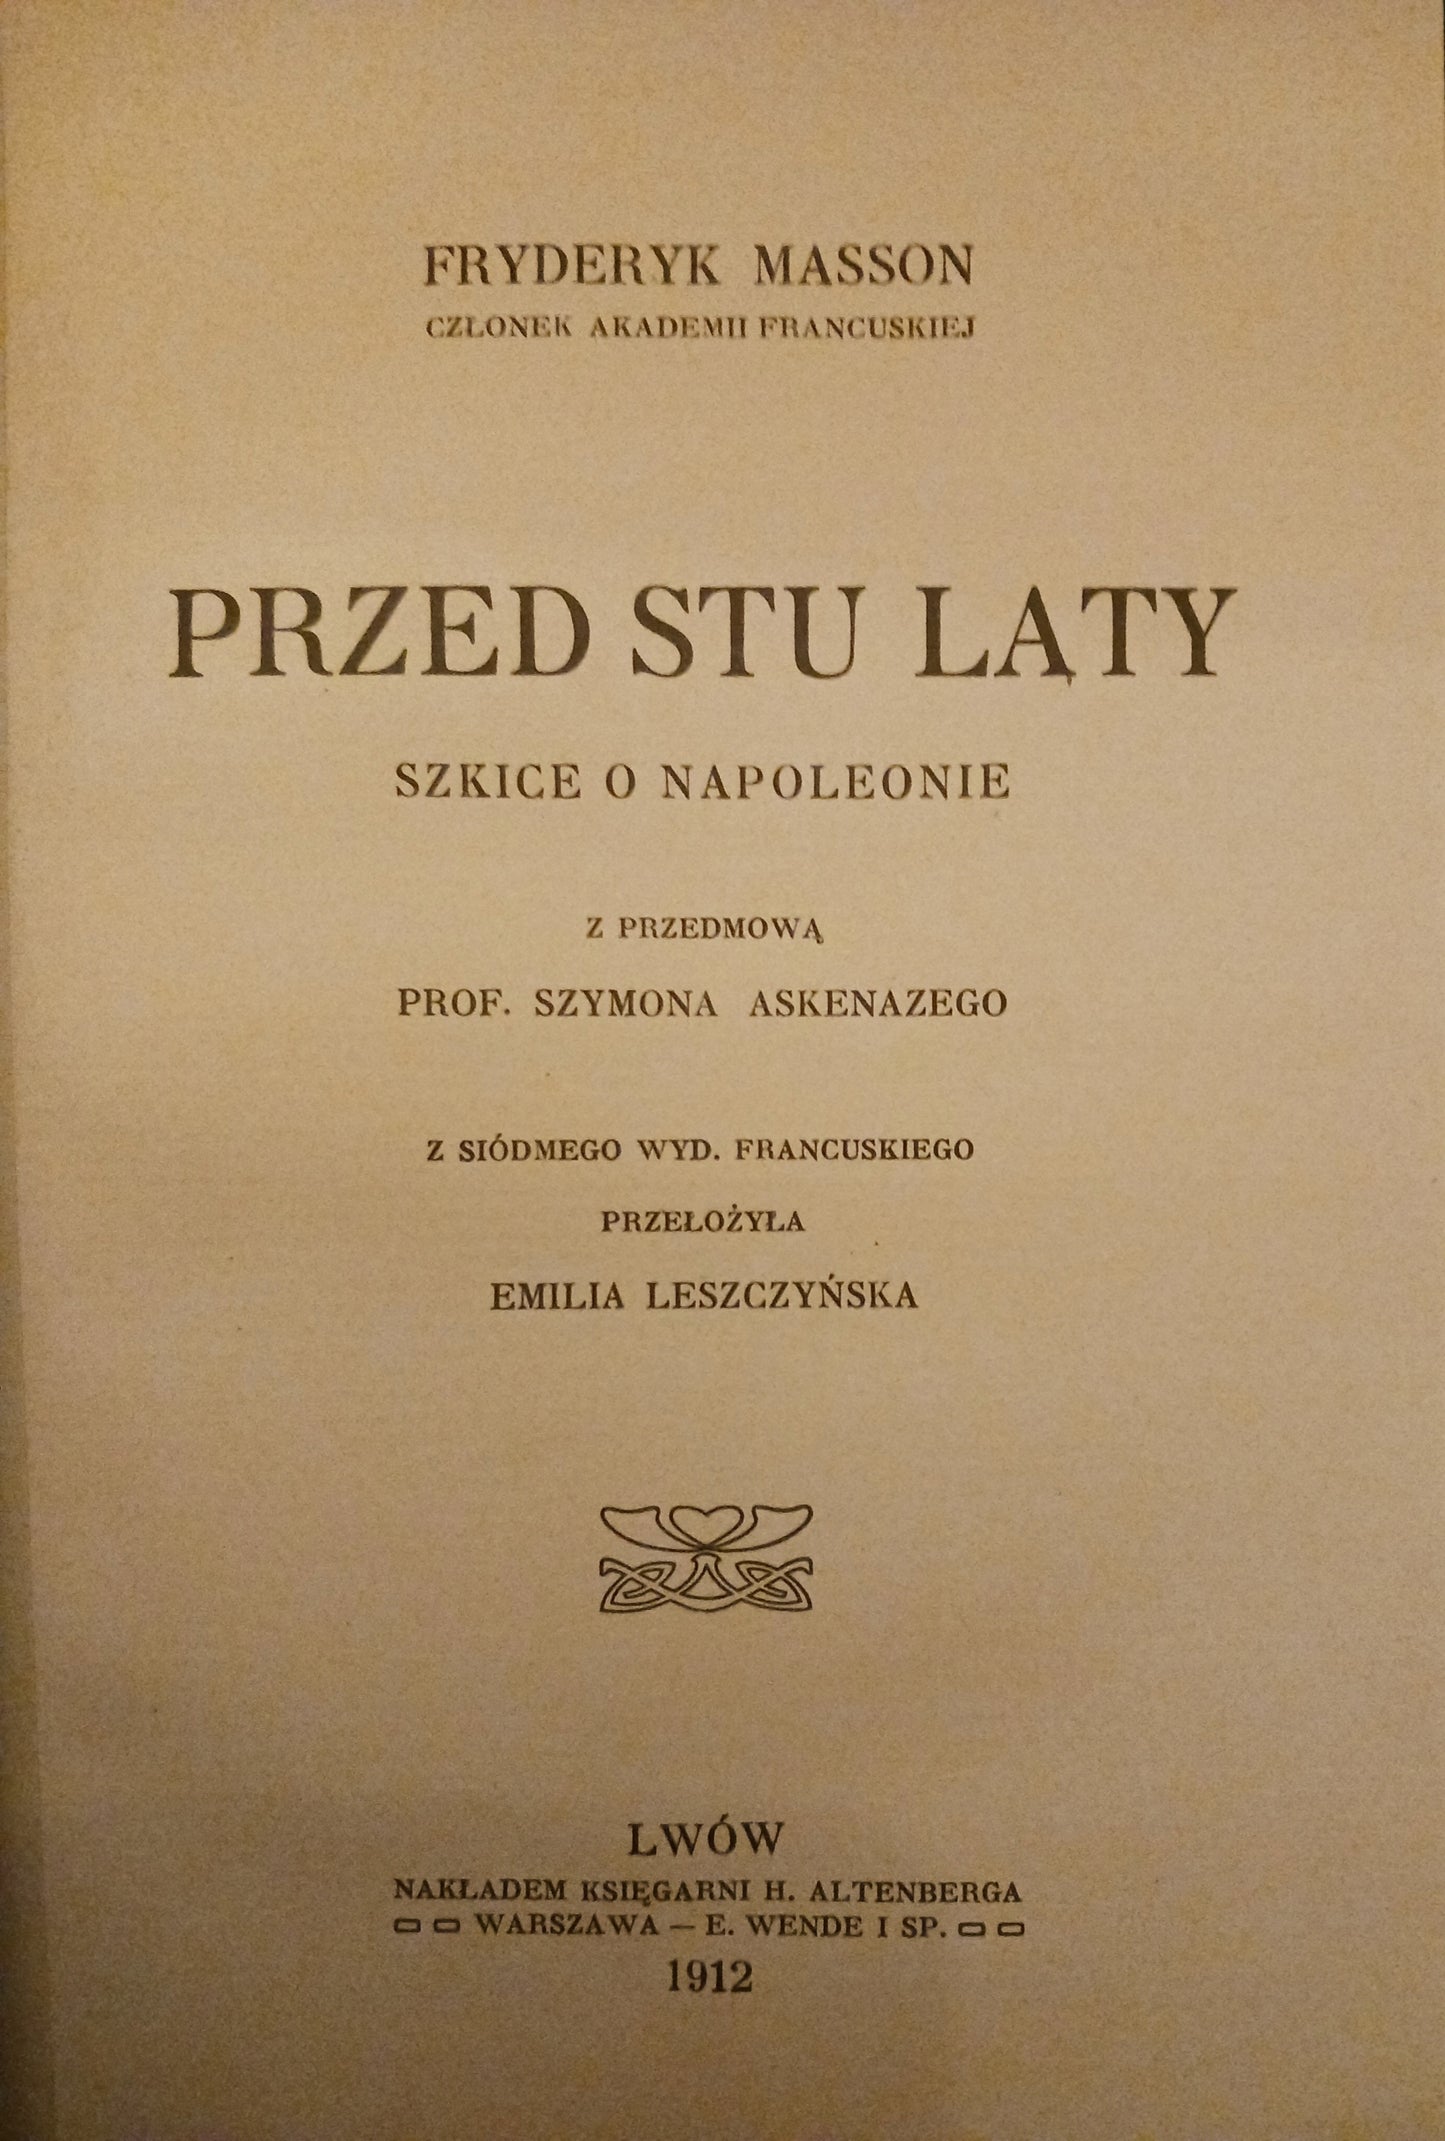 FRYDERYK MASSON
CZŁONEK AKADEMII FRANCUSKIEJ
PRZED STU LĄTY
SZKICE O NAPOLEONIE
Z PRZEDMOWĄ
PROF. SZYMONA ASKENAZEGO
Z SIÓDMEGO WYD. FRANCUSKIEGO
PRZEŁOŻYŁA
EMILIA LESZCZYŃSKA
LWÓW
NAKŁADEM KSIĘGARNI H. ALTENBERGA
WARSZAWA — E. WENDE I SP.
1912